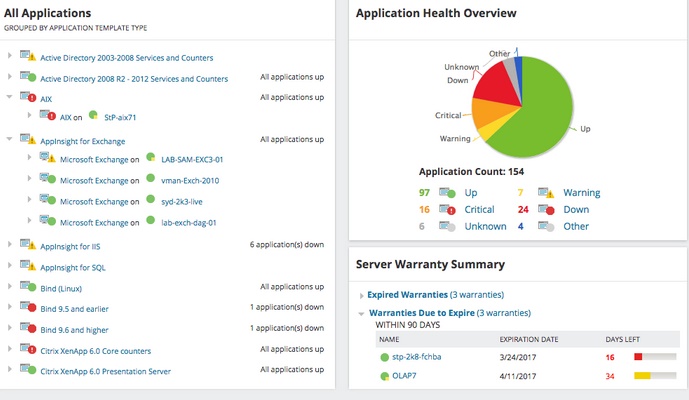 All Applications
GROUPED BY APPLICATION TEMPLATE TYPE
Active Directory 2003-2008 Services and Counters
Active Directory 2008 R2 - 2012 Services and Counters All applications up
AIX All applications up
AIX on StP-aix71
AppInsight for Exchange All applications up
Microsoft Exchange on LAB-SAM-EXC3-01
Microsoft Exchange on vman-Exch-2010
Microsoft Exchange on syd-2k3-live
Microsoft Exchange on lab-exch-dag-01
AppInsight for IIS 6 application(s) down
AppInsight for SQL
Bind (Linux) All applications up
Bind 9.5 and earlier 1 application(s) down
Bind 9.6 and higher 1 application(s) down
Citrix XenApp 6.0 Core counters All applications up
Citrix XenApp 6.0 Presentation Server All applications up
Application Health Overview
Other
Unknown
Down
Critical
Warning
Up
Application Count: 154
97 Up 7 Warning
16 Critical 24 Down
6 Unknown 4 Other
Server Warranty Summary
Expired Warranties (3 warranties)
Warranties Due to Expire (3 warranties)
WITHIN 90 DAYS
NAME EXPIRATION DATE DAYS LEFT
stp-2k8-fchba 3/24/2017 16
OLAP7 4/11/2017 34